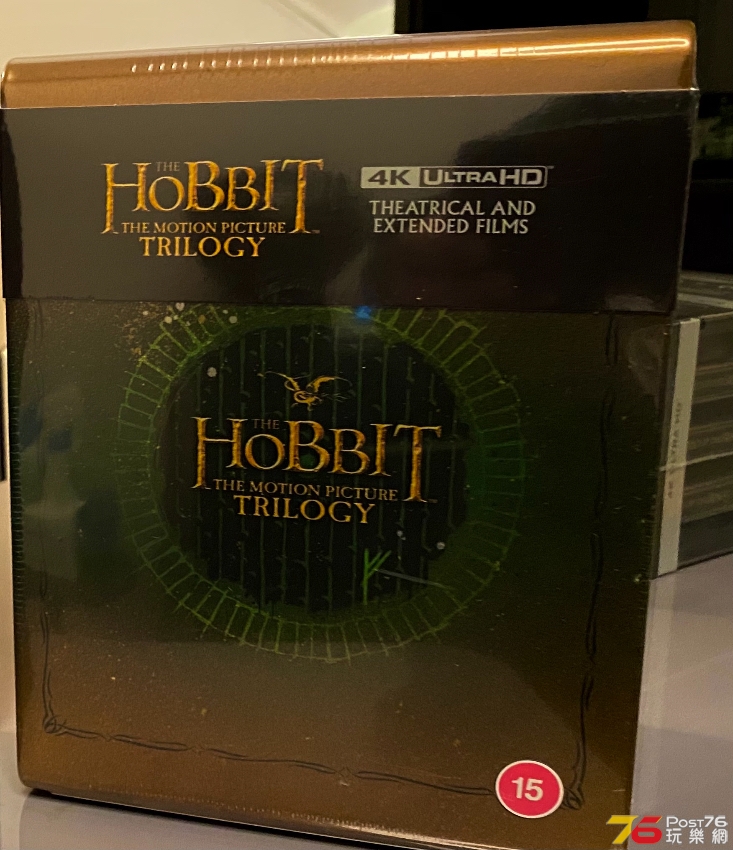 THE
HOBBIT
THE MOTION PICTURE
TRILOGY
4K ULTRA HD
THEATRICAL AND
EXTENDED FILMS
THE
HOBBIT
THE MOTION PICTURE
TRILOGY
15
76 POST76
玩樂網